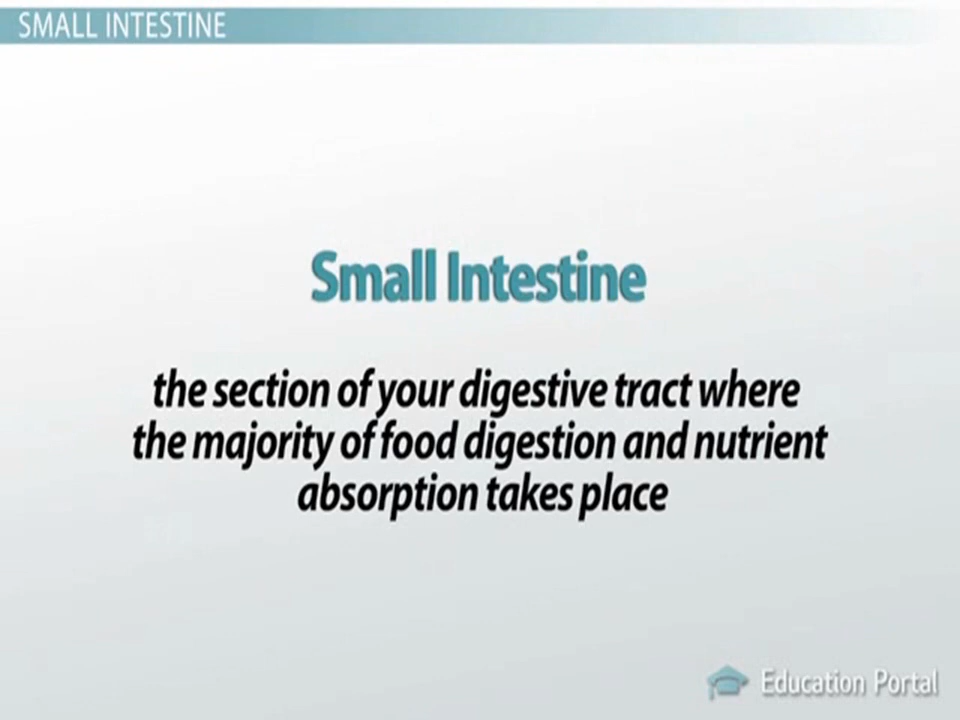 SMALL INTESTINE
Small Intestine
the section of your digestive tract where
the majority of food digestion and nutrient
absorption takes place
Education Portal